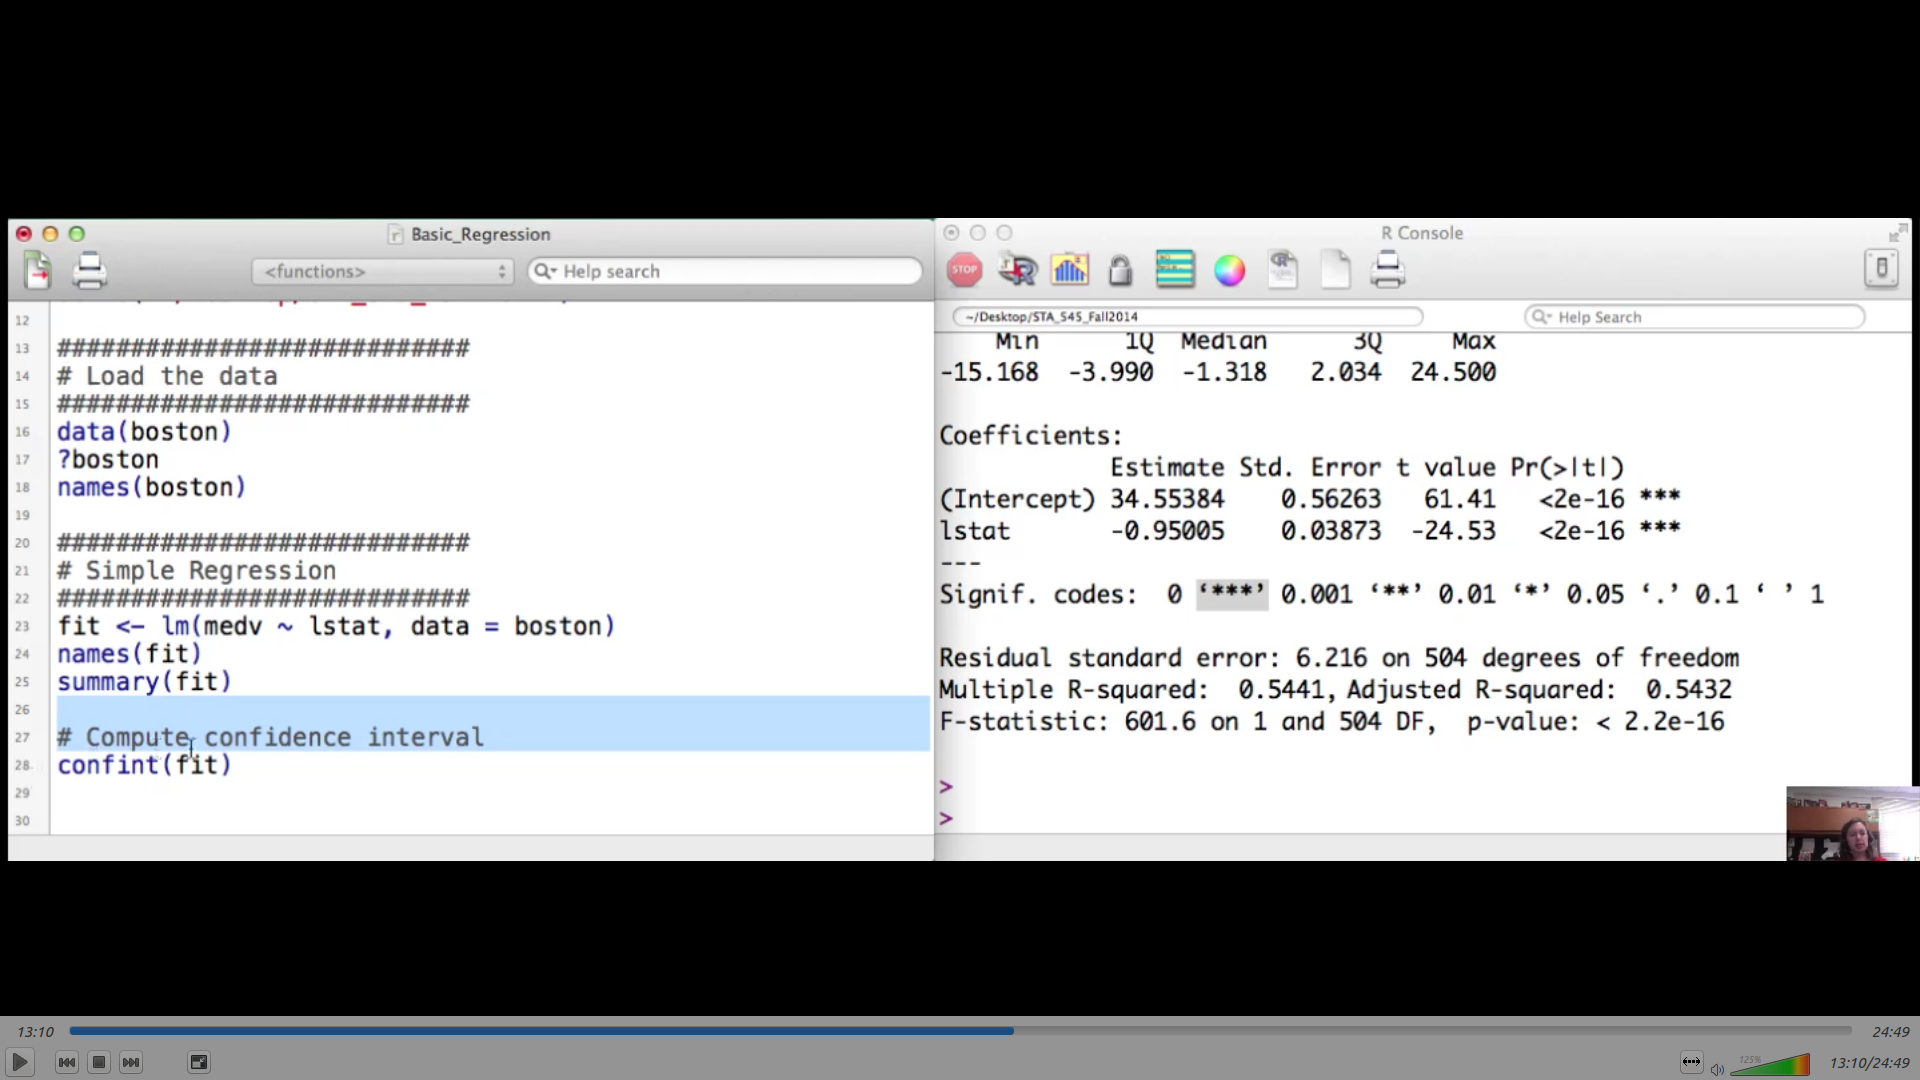 Basic_Regression
<functions>
Help search
12
13 ############################
14 # Load the data
15 ############################
16 data(boston)
17 ?boston
18 names(boston)
19
20 ############################
21 # Simple Regression
22 ############################
23 fit <- lm(medv ~ lstat, data = boston)
24 names(fit)
25 summary(fit)
26
27 # Compute confidence interval
28 confint(fit)
29
30
R Console
STOP
~/Desktop/STA_545_Fall2014
Help Search
Min 1Q Median 3Q Max
-15.168 -3.990 -1.318 2.034 24.500
Coefficients:
Estimate Std. Error t value Pr(>|t|)
(Intercept) 34.55384 0.56263 61.41 <2e-16 ***
lstat -0.95005 0.03873 -24.53 <2e-16 ***
---
Signif. codes: 0 ‘***’ 0.001 ‘**’ 0.01 ‘*’ 0.05 ‘.’ 0.1 ‘ ’ 1
Residual standard error: 6.216 on 504 degrees of freedom
Multiple R-squared: 0.5441, Adjusted R-squared: 0.5432
F-statistic: 601.6 on 1 and 504 DF, p-value: < 2.2e-16
>
>
13:10
24:49
125%
13:10/24:49